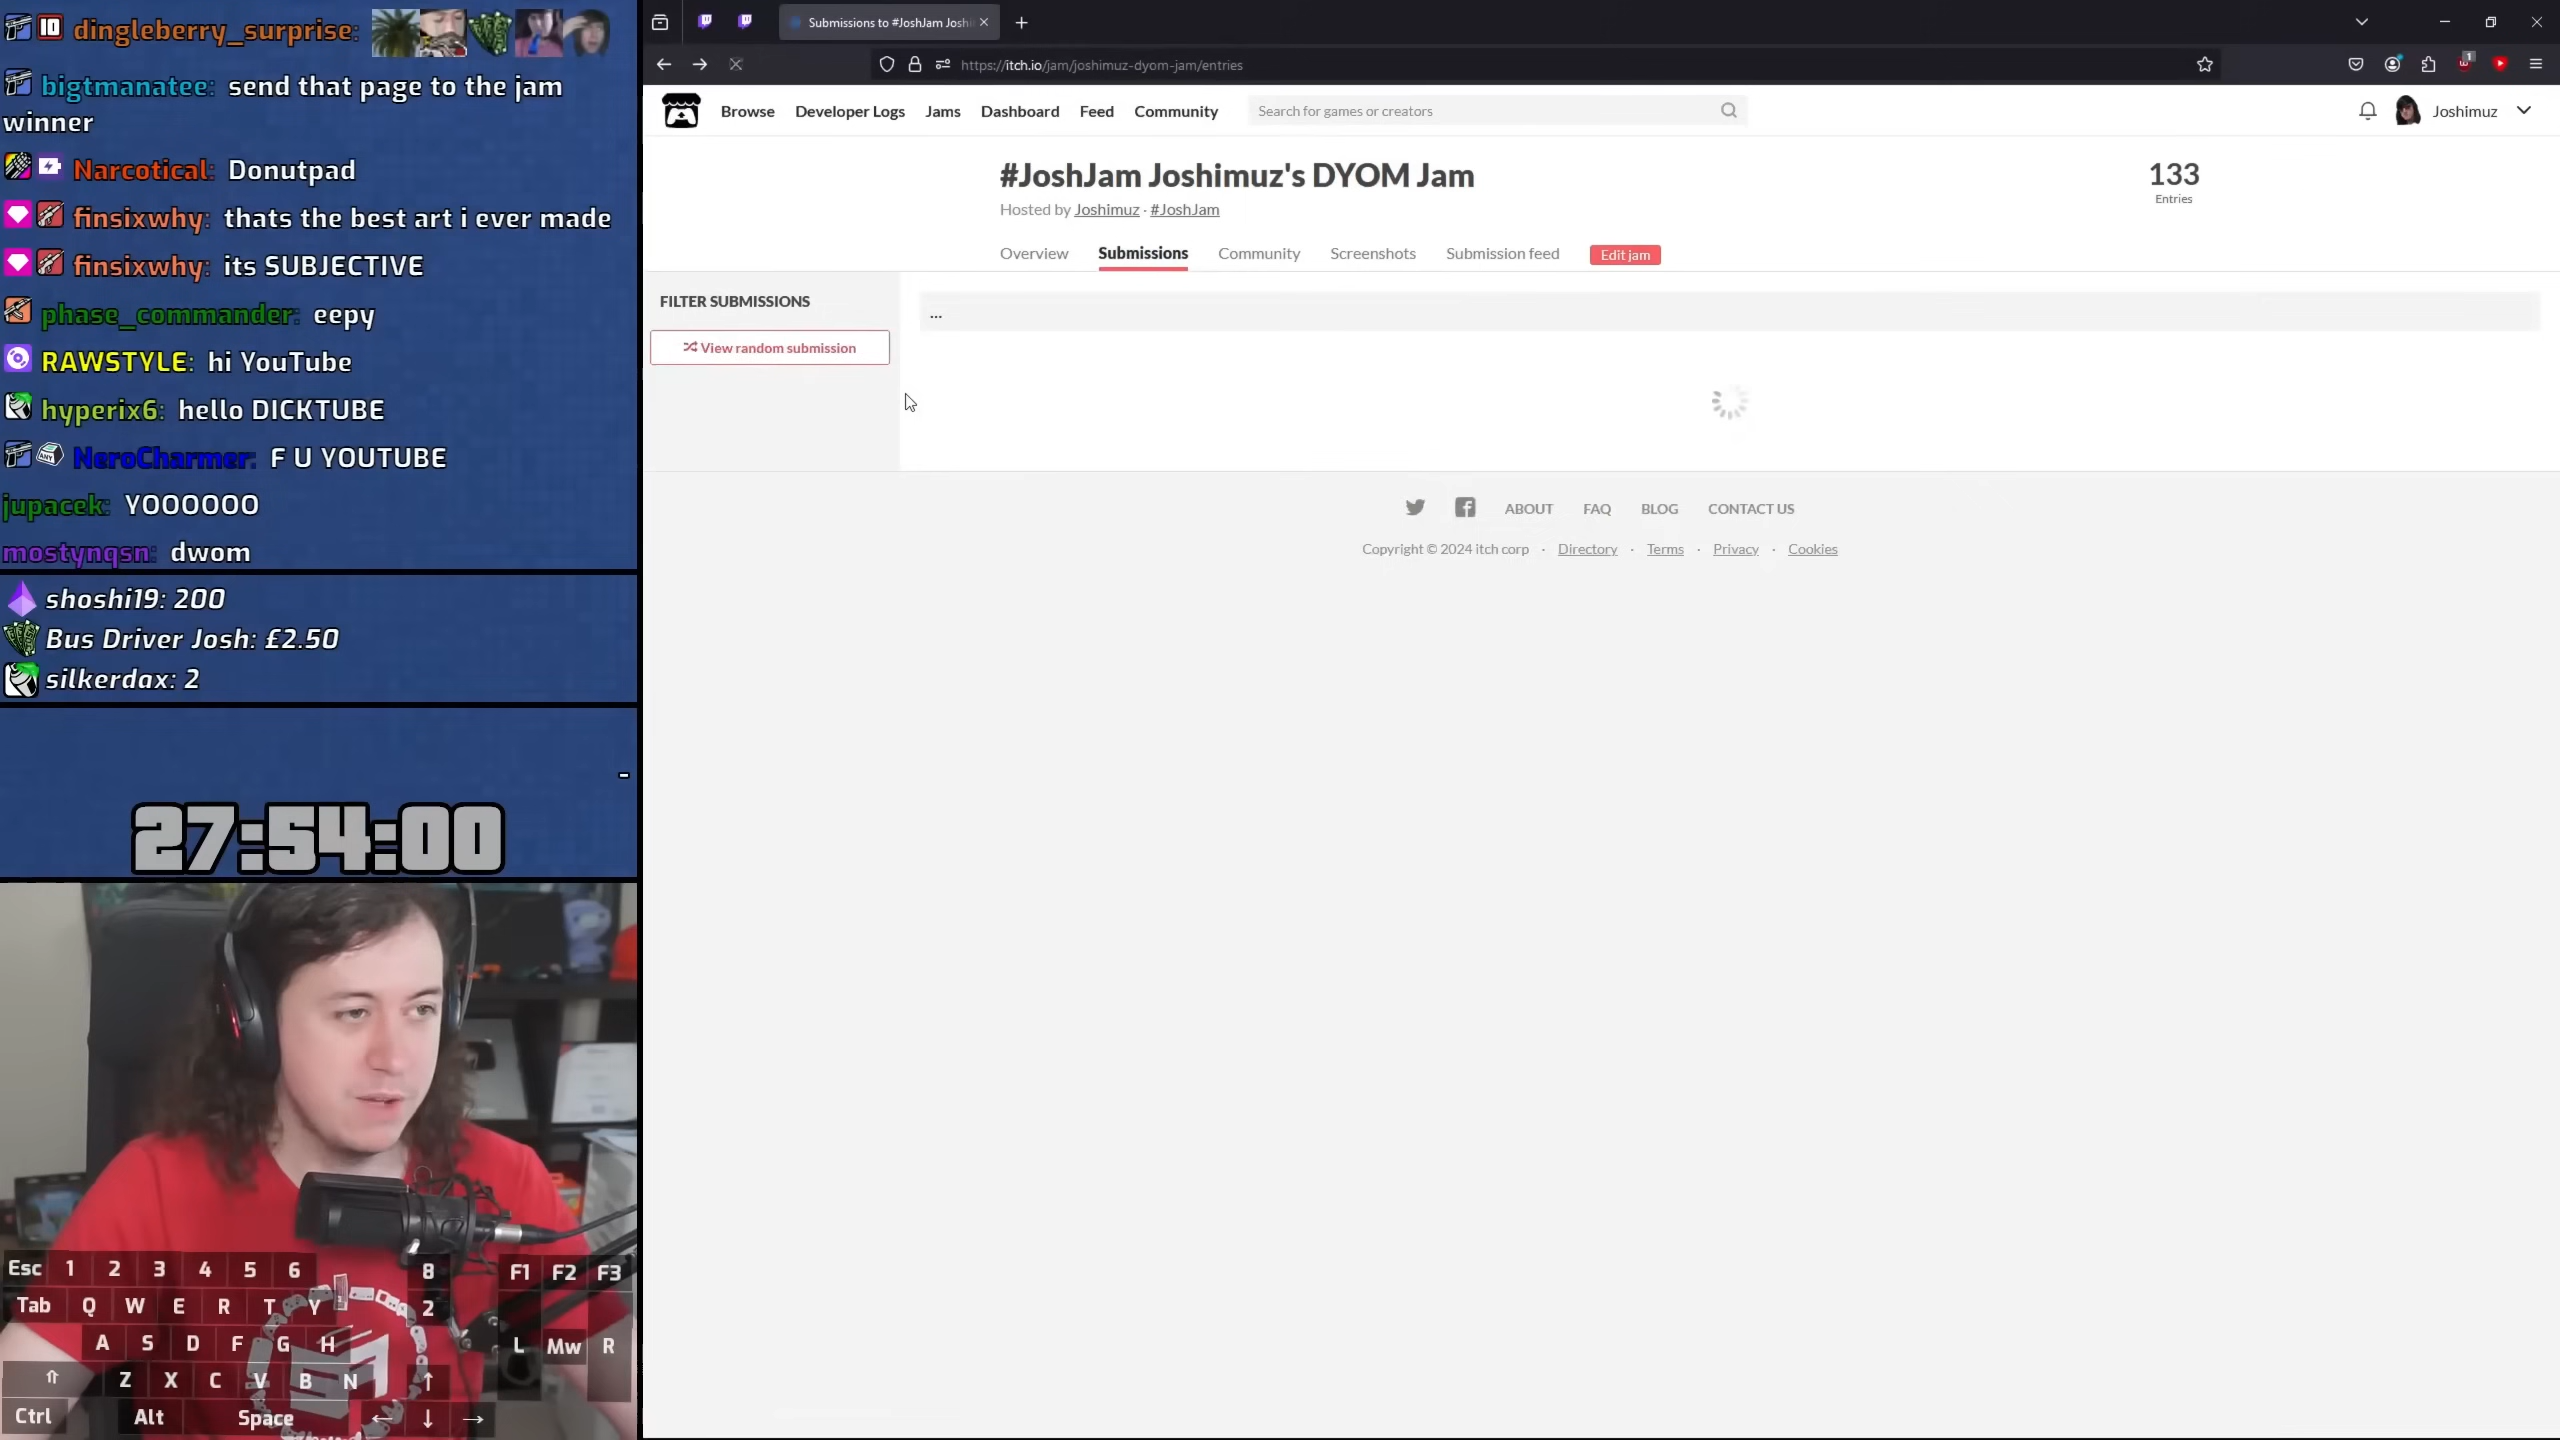 dingleberry_surprise:
bigtmanatee: send that page to the jam
winner
Narcotical: Donutpad
finsixwhy: thats the best art i ever made
finsixwhy: its SUBJECTIVE
phase_commander: eepy
RAWSTYLE: hi YouTube
hyperix6: hello DICKTUBE
NeroCharmer: F U YOUTUBE
jupacek: YOOOOOO
mostynqsn: dwom
shoshi19: 200
Bus Driver Josh: £2.50
silkerdax: 2
-
27:54:00
Esc 1 2 3 4 5 6 8 F1 F2 F3
Tab Q W E R T Y 2
A S D F G H L Mw R
⇧ Z X C V B N ↑
Ctrl Alt Space ← ↓ →
Submissions to #JoshJam Joshi
https://itch.io/jam/joshimuz-dyom-jam/entries
1
Browse Developer Logs Jams Dashboard Feed Community Search for games or creators Joshimuz
#JoshJam Joshimuz's DYOM Jam
Hosted by Joshimuz · #JoshJam
133
Entries
Overview Submissions Community Screenshots Submission feed Edit jam
FILTER SUBMISSIONS
View random submission
...
ABOUT FAQ BLOG CONTACT US
Copyright © 2024 itch corp · Directory · Terms · Privacy · Cookies